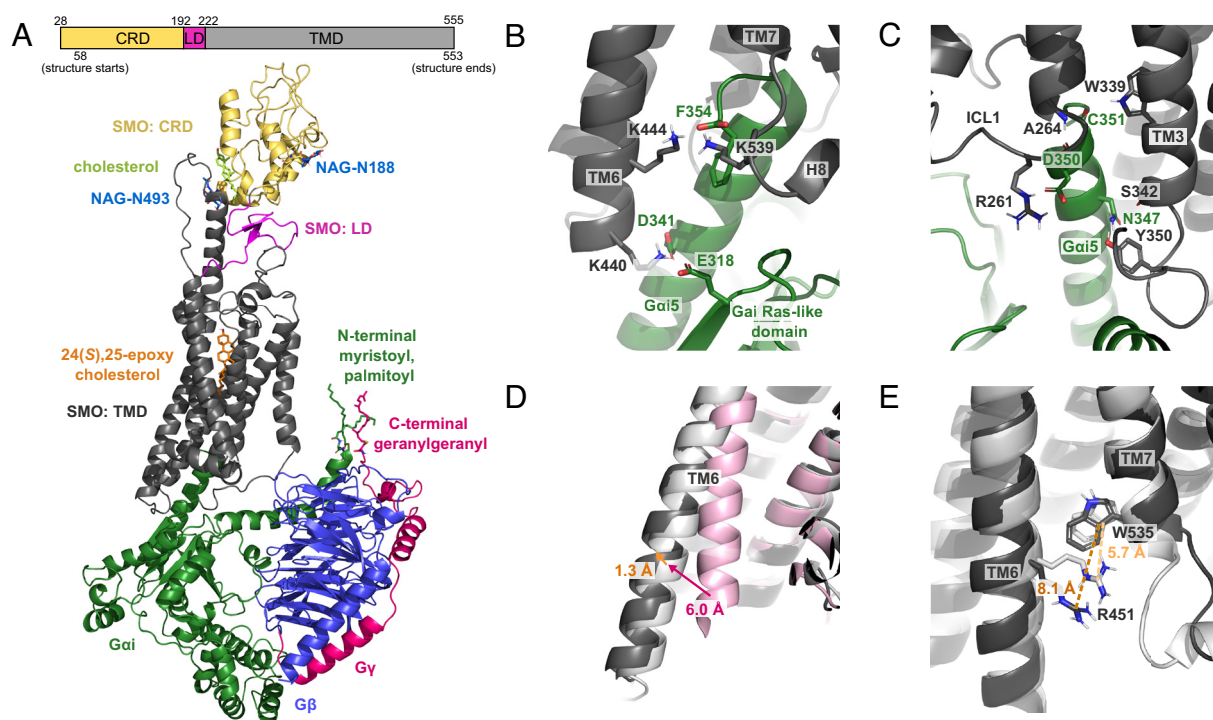 A
28
192
222
555
CRD
LD
TMD
58
(structure starts)
553
(structure ends)
SMO: CRD
cholesterol
NAG-N188
NAG-N493
SMO: LD
24(S),25-epoxy
cholesterol
SMO: TMD
N-terminal
myristoyl,
palmitoyl
C-terminal
geranylgeranyl
Gαi
Gγ
Gβ
B
TM7
F354
K444
K539
TM6
H8
D341
E318
K440
Gαi5
Gai Ras-like
domain
C
W339
ICL1
C351
A264
TM3
D350
R261
S342
N347
Y350
Gαi5
D
TM6
1.3 Å
6.0 Å
E
TM7
W535
5.7 Å
TM6
8.1 Å
R451